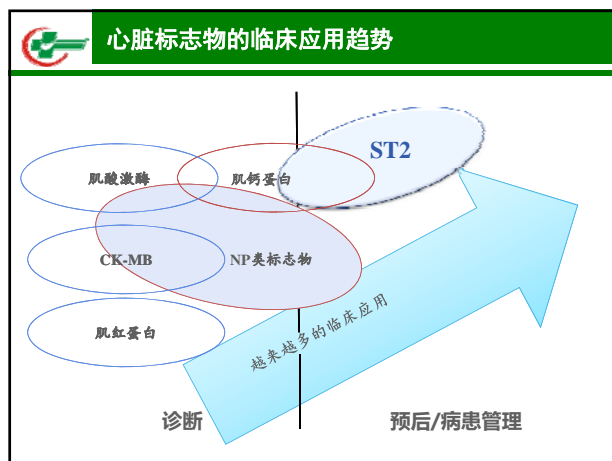 心脏标志物的临床应用趋势
ST2
肌酸激酶
肌钙蛋白
CK-MB
NP类标志物
肌红蛋白
越来越多的临床应用
诊断
预后/病患管理